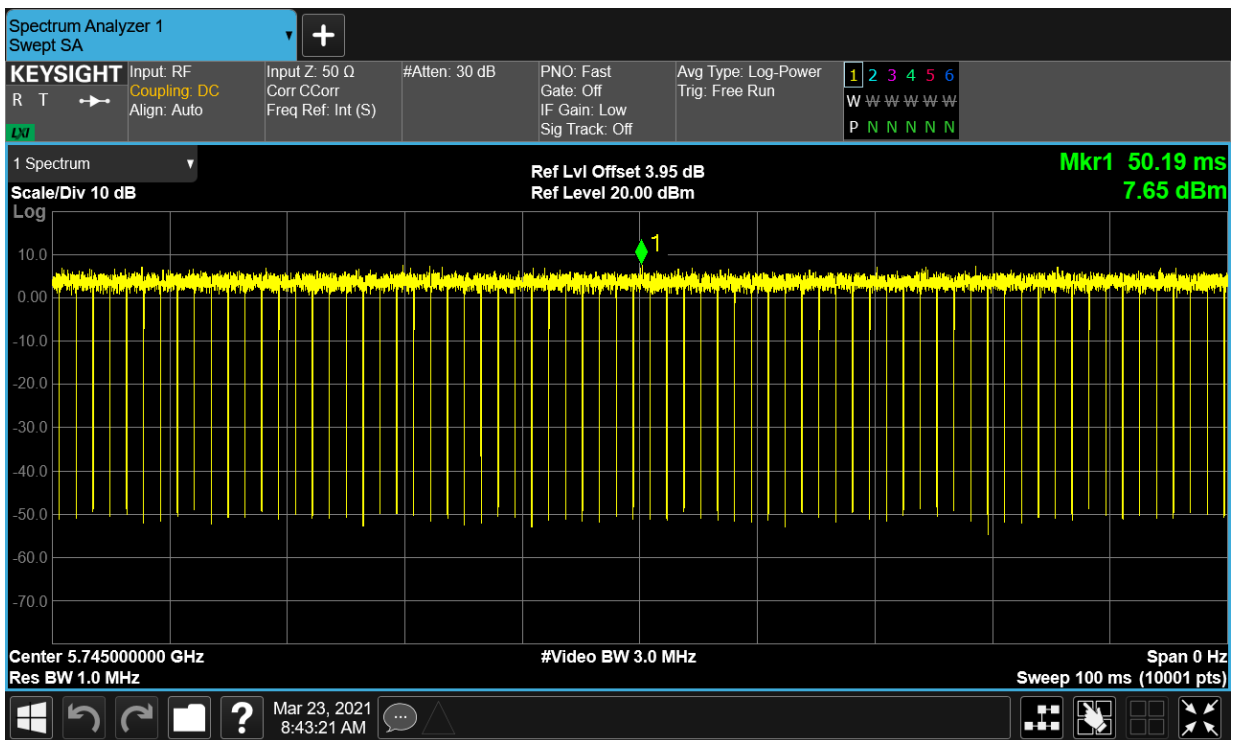 Spectrum Analyzer 1
Swept SA
KEYSIGHT
R T
LXI
Input: RF
Coupling: DC
Align: Auto
Input Z: 50 Ω
Corr CCorr
Freq Ref: Int (S)
#Atten: 30 dB
PNO: Fast
Gate: Off
IF Gain: Low
Sig Track: Off
Avg Type: Log-Power
Trig: Free Run
1 2 3 4 5 6
W W W W W W
P N N N N N
1 Spectrum
Scale/Div 10 dB
Log
Ref Lvl Offset 3.95 dB
Ref Level 20.00 dBm
Mkr1 50.19 ms
7.65 dBm
1
10.0
0.00
-10.0
-20.0
-30.0
-40.0
-50.0
-60.0
-70.0
Center 5.745000000 GHz
Res BW 1.0 MHz
#Video BW 3.0 MHz
Span 0 Hz
Sweep 100 ms (10001 pts)
?
Mar 23, 2021
8:43:21 AM